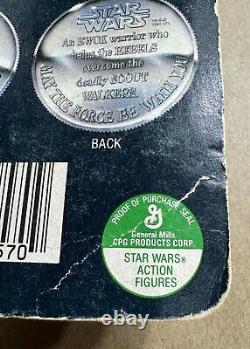 STAR
WARS
An EWOK warrior who
helps the REBELS
overcome the
deadly SCOUT
WALKERS.
MAY THE FORCE BE WITH YOU
BACK
570
PROOF OF PURCHASE SEAL
G
General Mills
CPG PRODUCTS CORP.
STAR WARS®
ACTION
FIGURES